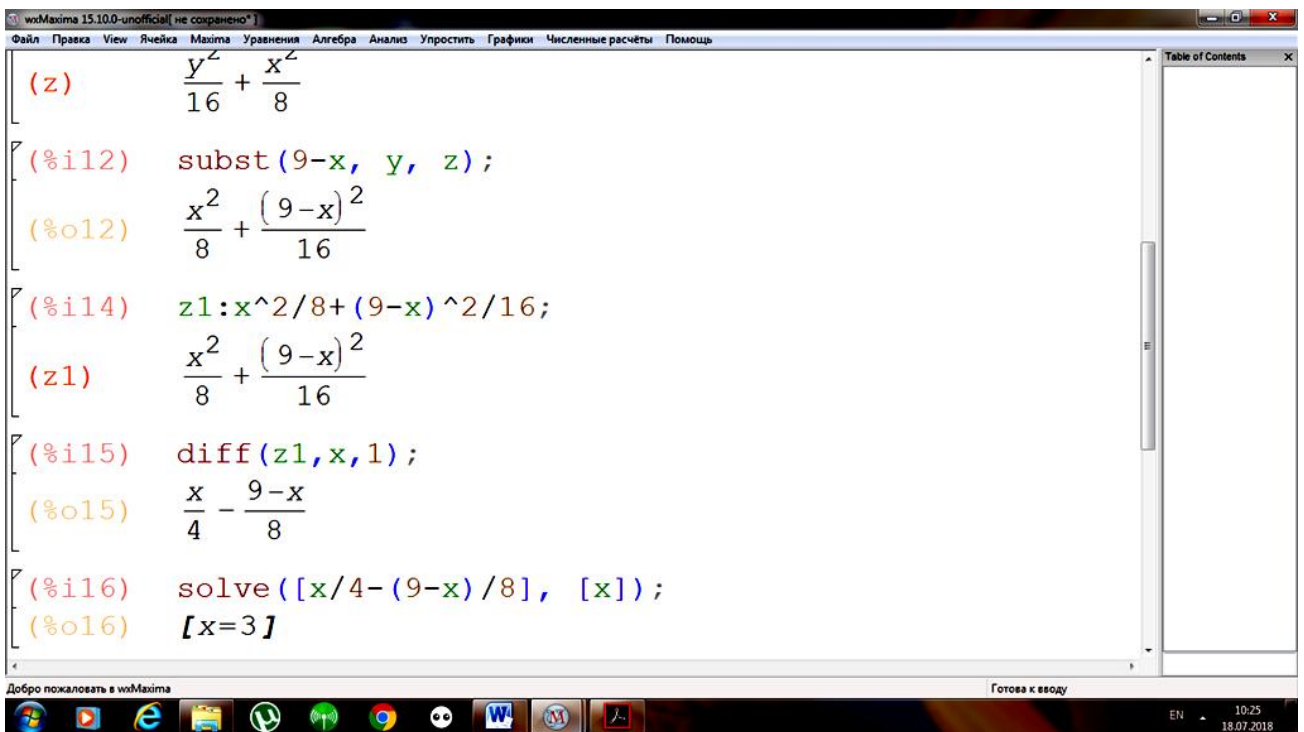 wxMaxima 15.10.0-unofficial[ не сохранено* ]
Файл Правка View Ячейка Maxima Уравнения Алгебра Анализ Упростить Графики Численные расчёты Помощь
Table of Contents x
(z) y^2/16 + x^2/8
(%i12) subst(9-x, y, z);
(%o12) x^2/8 + (9-x)^2/16
(%i14) z1:x^2/8+(9-x)^2/16;
(z1) x^2/8 + (9-x)^2/16
(%i15) diff(z1,x,1);
(%o15) x/4 - (9-x)/8
(%i16) solve([x/4-(9-x)/8], [x]);
(%o16) [x=3]
Добро пожаловать в wxMaxima Готова к вводу
EN 10:25
18.07.2018